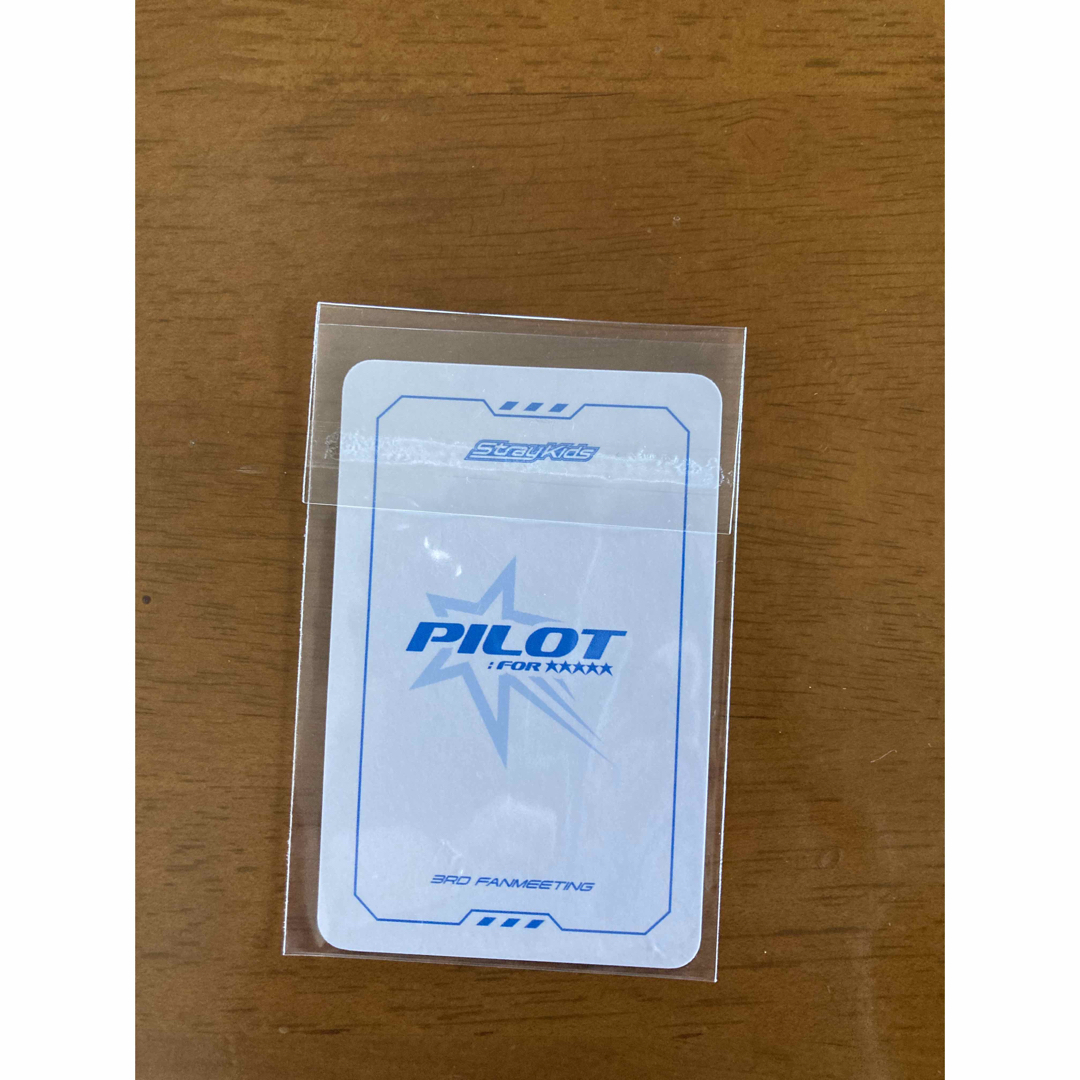 StrayKids
PILOT
: FOR ★★★★★
3RD FANMEETING